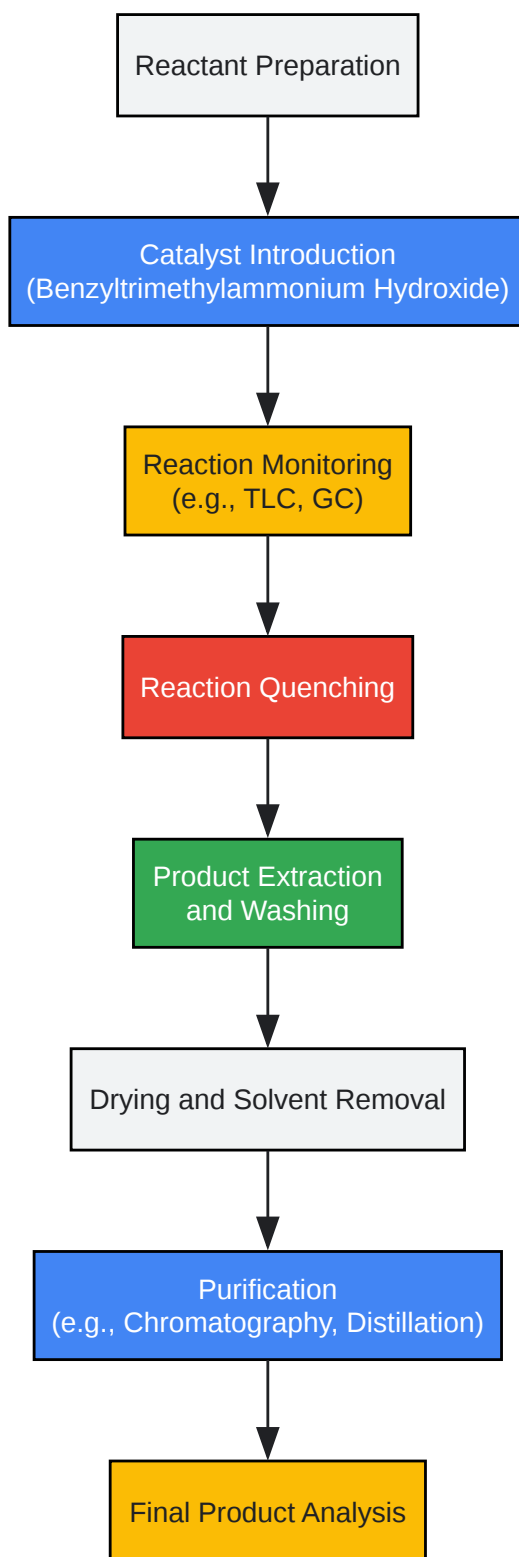 Reactant Preparation
Catalyst Introduction
(Benzyltrimethylammonium Hydroxide)
Reaction Monitoring
(e.g., TLC, GC)
Reaction Quenching
Product Extraction
and Washing
Drying and Solvent Removal
Purification
(e.g., Chromatography, Distillation)
Final Product Analysis